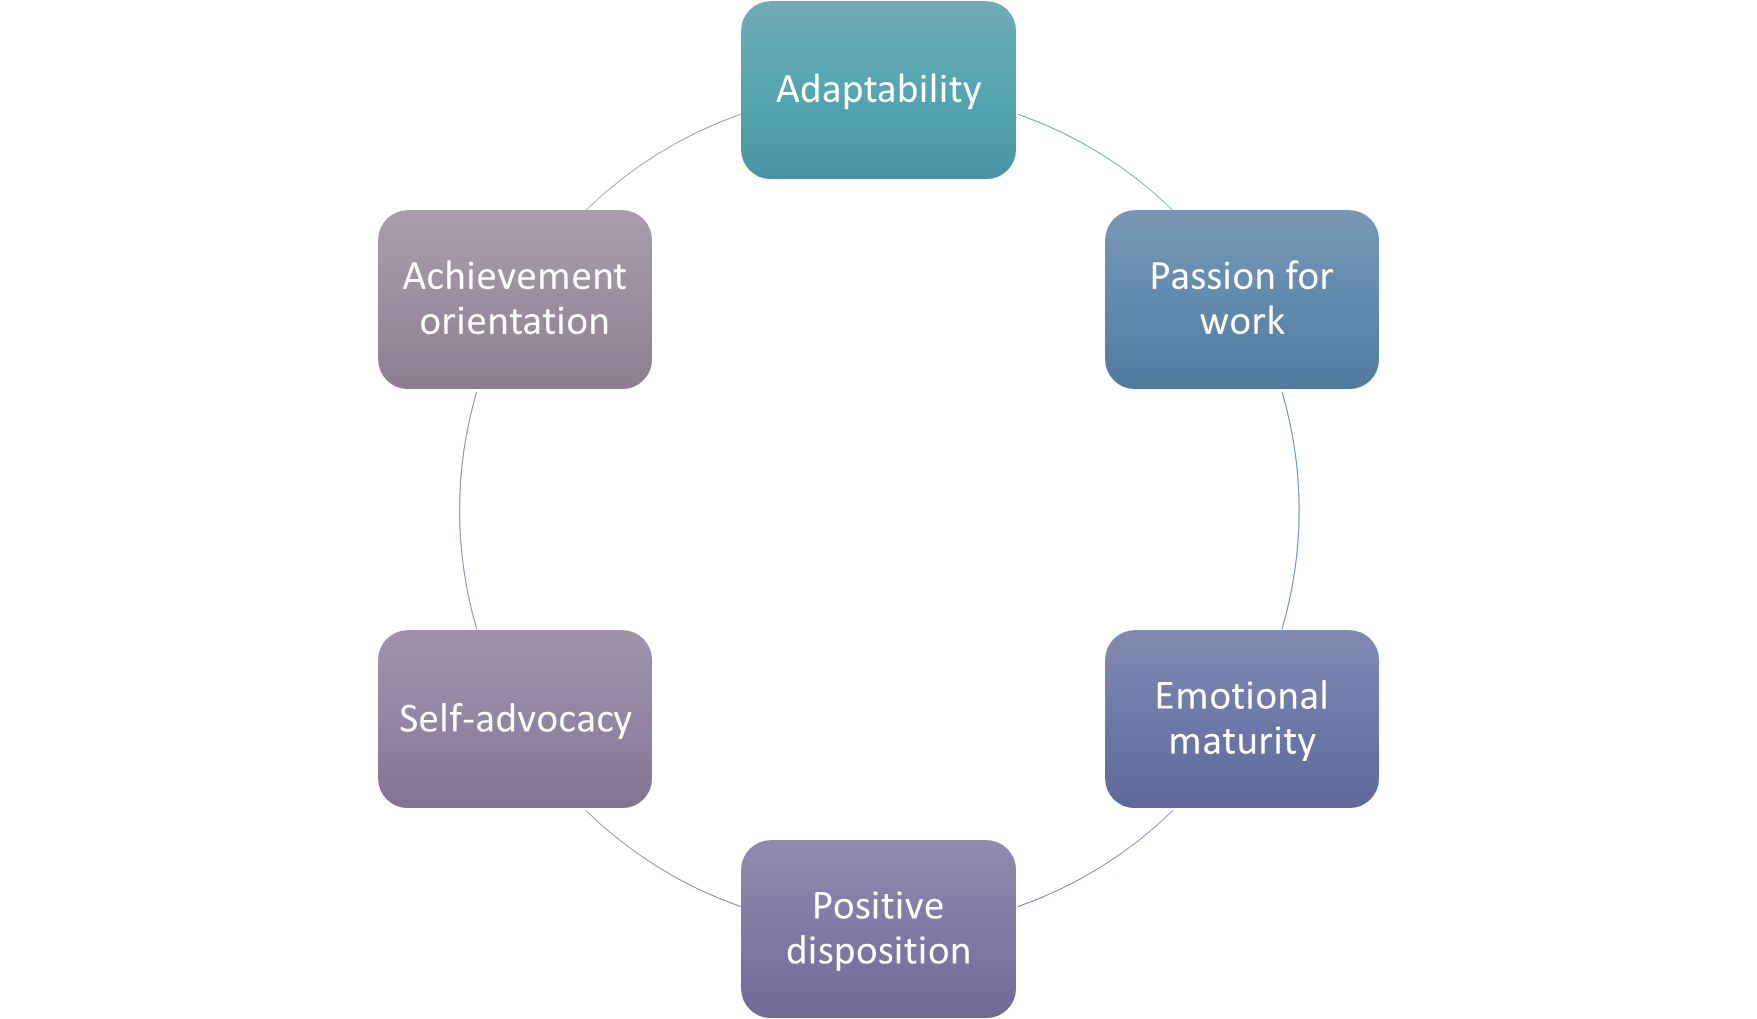 Adaptability
Passion for
work
Emotional
maturity
Positive
disposition
Self-advocacy
Achievement
orientation